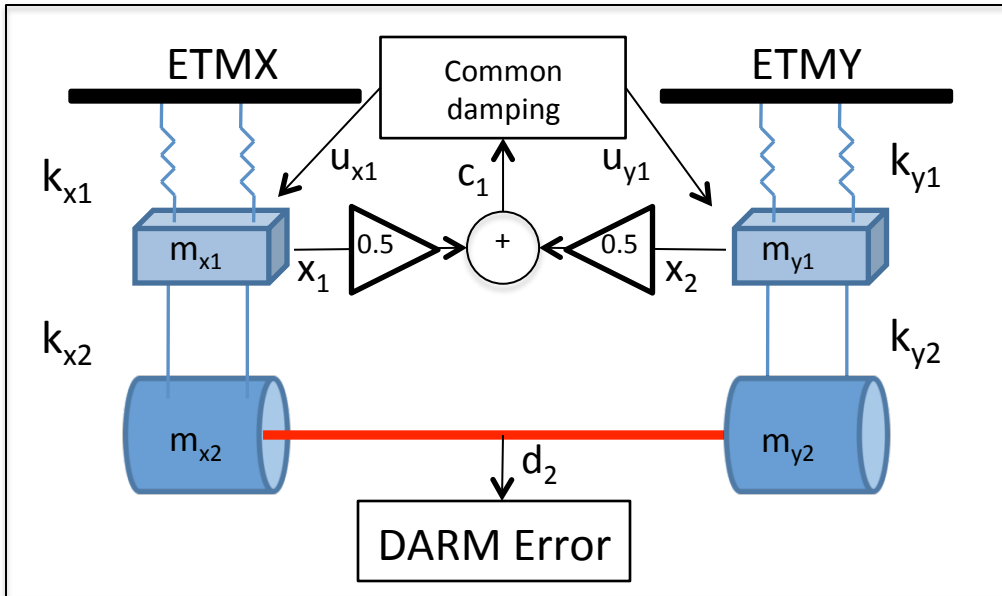 ETMX
Common
damping
ETMY
kx1
ux1
c1
uy1
ky1
mx1
0.5
+
0.5
my1
x1
x2
kx2
ky2
mx2
my2
d2
DARM Error